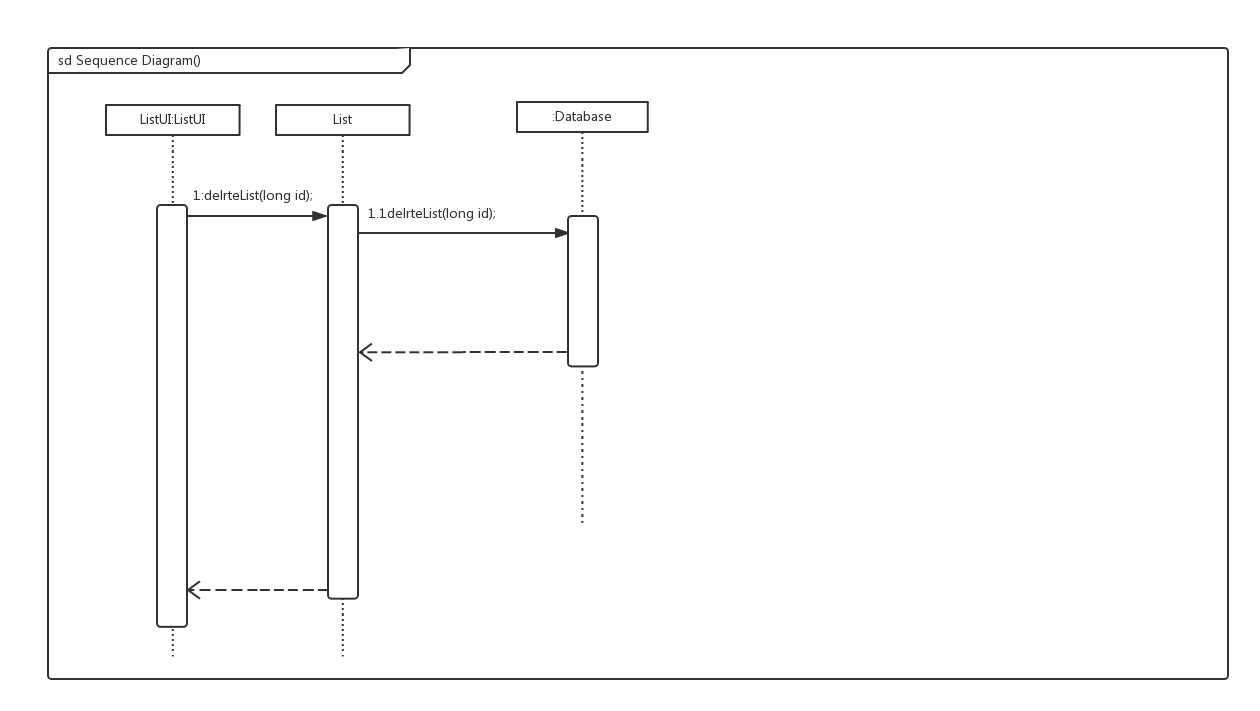 sd Sequence Diagram()
ListUI:ListUI
List
:Database
1:delrteList(long id);
1.1delrteList(long id);